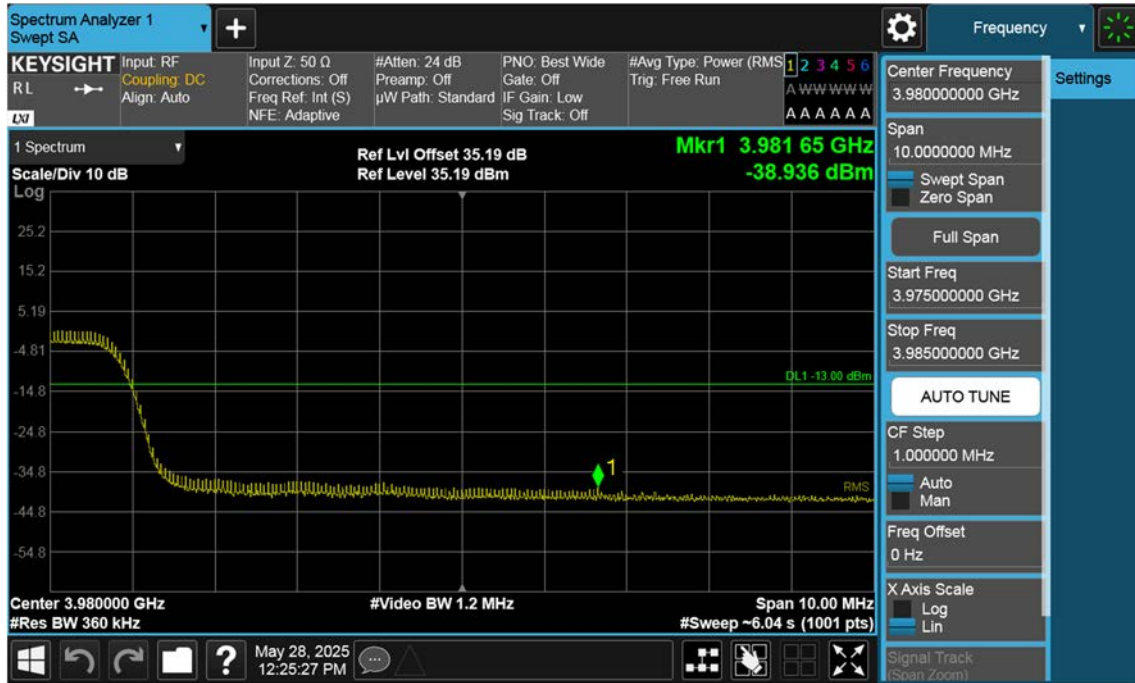 Spectrum Analyzer 1
Swept SA
Frequency
KEYSIGHT
RL
LXI
Input: RF
Coupling: DC
Align: Auto
Input Z: 50 Ω
Corrections: Off
Freq Ref: Int (S)
NFE: Adaptive
#Atten: 24 dB
Preamp: Off
µW Path: Standard
PNO: Best Wide
Gate: Off
IF Gain: Low
Sig Track: Off
#Avg Type: Power (RMS
Trig: Free Run
1 2 3 4 5 6
A W W W W W
A A A A A A
1 Spectrum
Scale/Div 10 dB
Ref Lvl Offset 35.19 dB
Ref Level 35.19 dBm
Mkr1 3.981 65 GHz
-38.936 dBm
Log
25.2
15.2
5.19
-4.81
DL1 -13.00 dBm
-14.8
-24.8
-34.8
1
RMS
-44.8
-54.8
Center 3.980000 GHz
#Res BW 360 kHz
#Video BW 1.2 MHz
Span 10.00 MHz
#Sweep ~6.04 s (1001 pts)
May 28, 2025
12:25:27 PM
Center Frequency
3.980000000 GHz
Span
10.0000000 MHz
Swept Span
Zero Span
Full Span
Start Freq
3.975000000 GHz
Stop Freq
3.985000000 GHz
AUTO TUNE
CF Step
1.000000 MHz
Auto
Man
Freq Offset
0 Hz
X Axis Scale
Log
Lin
Signal Track
(Span Zoom)
Settings